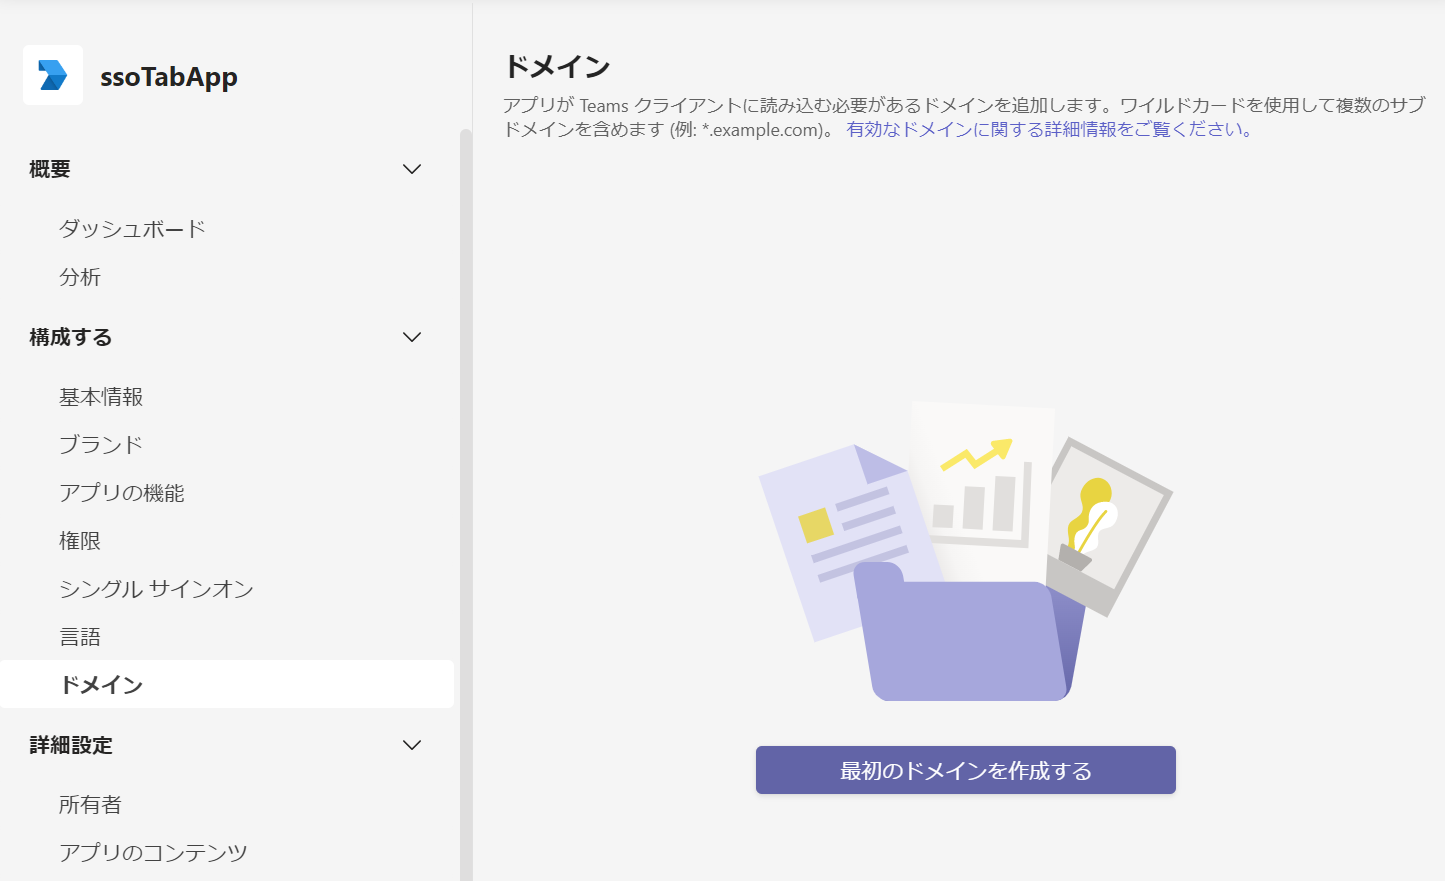 ssoTabApp
概要
ダッシュボード
分析
構成する
基本情報
ブランド
アプリの機能
権限
シングル サインオン
言語
ドメイン
詳細設定
所有者
アプリのコンテンツ
ドメイン
アプリが Teams クライアントに読み込む必要があるドメインを追加します。ワイルドカードを使用して複数のサブ
ドメインを含めます (例: *.example.com)。 有効なドメインに関する詳細情報をご覧ください。
最初のドメインを作成する